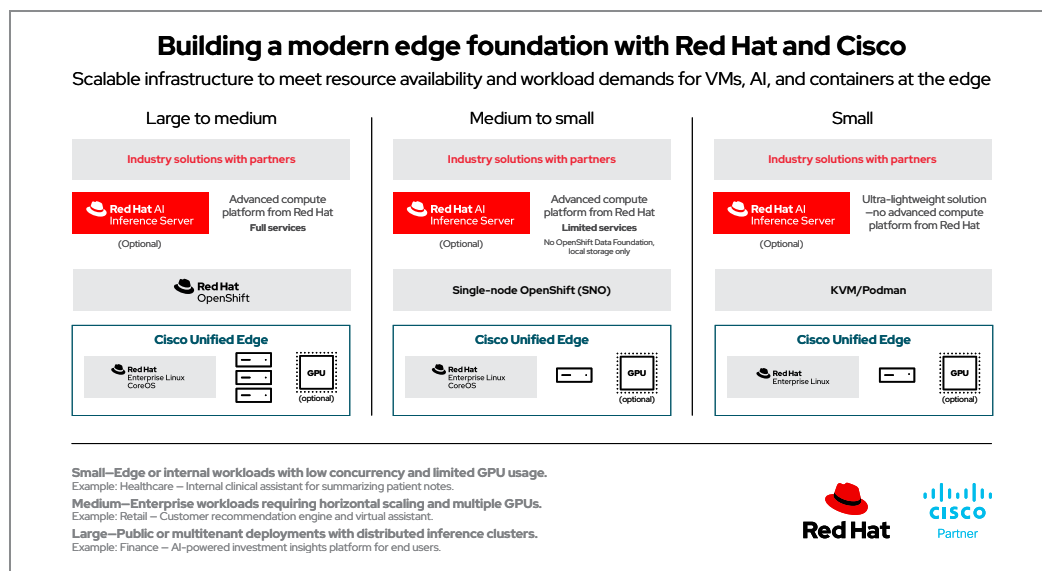 Building a modern edge foundation with Red Hat and Cisco
Scalable infrastructure to meet resource availability and workload demands for VMs, AI, and containers at the edge
Large to medium
Industry solutions with partners
Red Hat AI
Inference Server
(Optional)
Advanced compute
platform from Red Hat
Full services
Red Hat
OpenShift
Cisco Unified Edge
Red Hat
Enterprise Linux
CoreOS
GPU
(optional)
Medium to small
Industry solutions with partners
Red Hat AI
Inference Server
(Optional)
Advanced compute
platform from Red Hat
Limited services
No OpenShift Data Foundation,
local storage only
Single-node OpenShift (SNO)
Cisco Unified Edge
Red Hat
Enterprise Linux
CoreOS
GPU
(optional)
Small
Industry solutions with partners
Red Hat AI
Inference Server
(Optional)
Ultra-lightweight solution
—no advanced compute
platform from Red Hat
KVM/Podman
Cisco Unified Edge
Red Hat
Enterprise Linux
GPU
(optional)
Small—Edge or internal workloads with low concurrency and limited GPU usage.
Example: Healthcare — Internal clinical assistant for summarizing patient notes.
Medium—Enterprise workloads requiring horizontal scaling and multiple GPUs.
Example: Retail — Customer recommendation engine and virtual assistant.
Large—Public or multitenant deployments with distributed inference clusters.
Example: Finance — AI-powered investment insights platform for end users.
Red Hat
CISCO
Partner